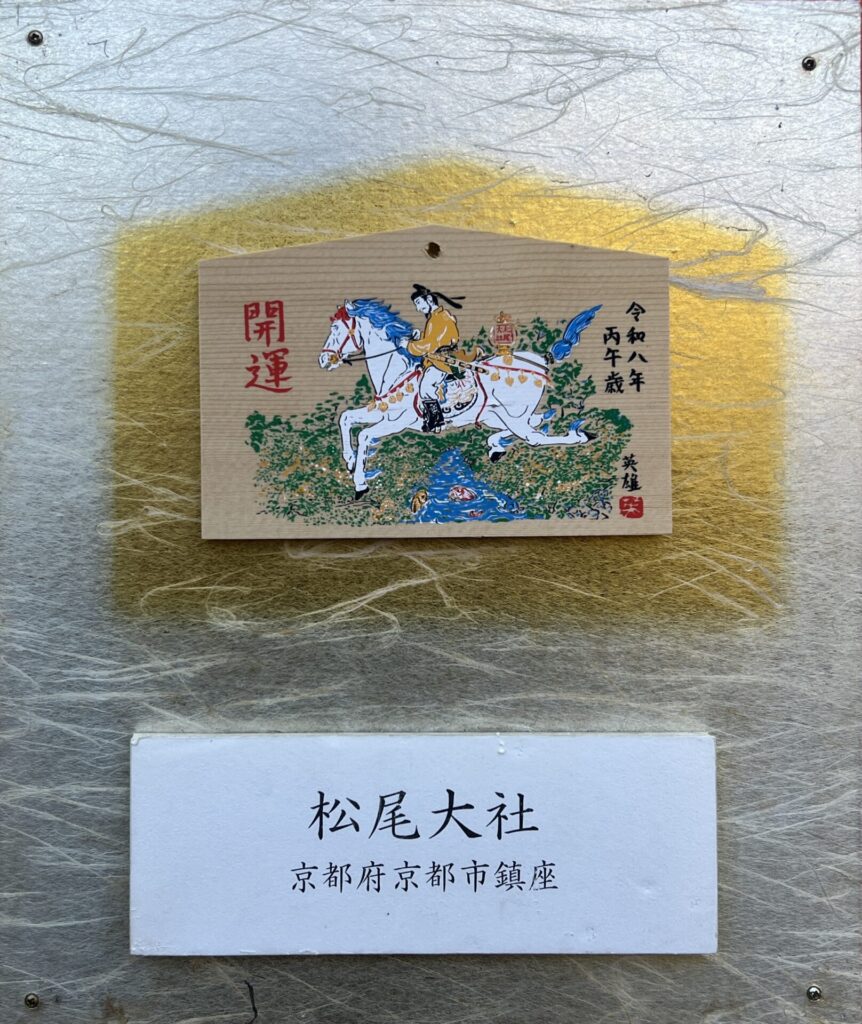 開運
令和八年
丙午歳
英雄
松尾大社
京都府京都市鎮座